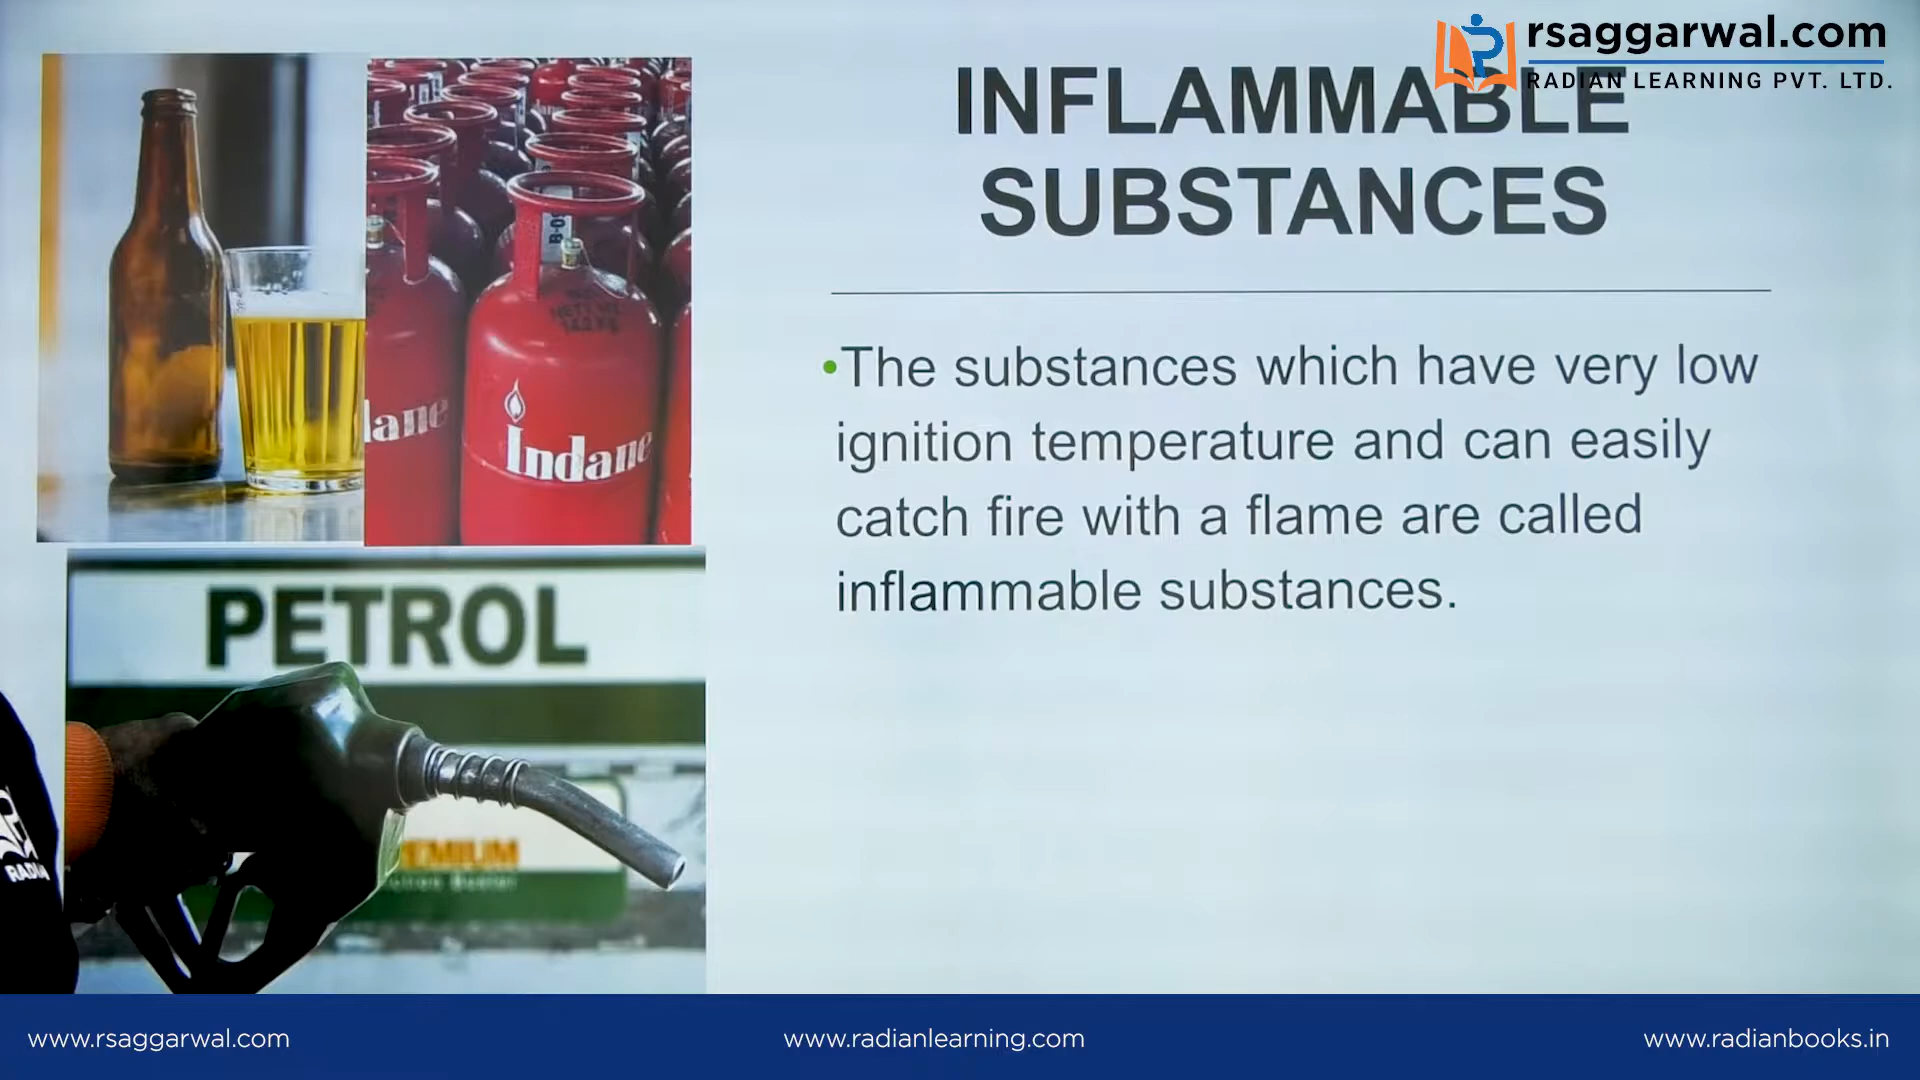 rsaggarwal.com
RADIAN LEARNING PVT. LTD.
INFLAMMABLE
SUBSTANCES
•The substances which have very low
ignition temperature and can easily
catch fire with a flame are called
inflammable substances.
Indane
PETROL
RADIAN
www.rsaggarwal.com
www.radianlearning.com
www.radianbooks.in